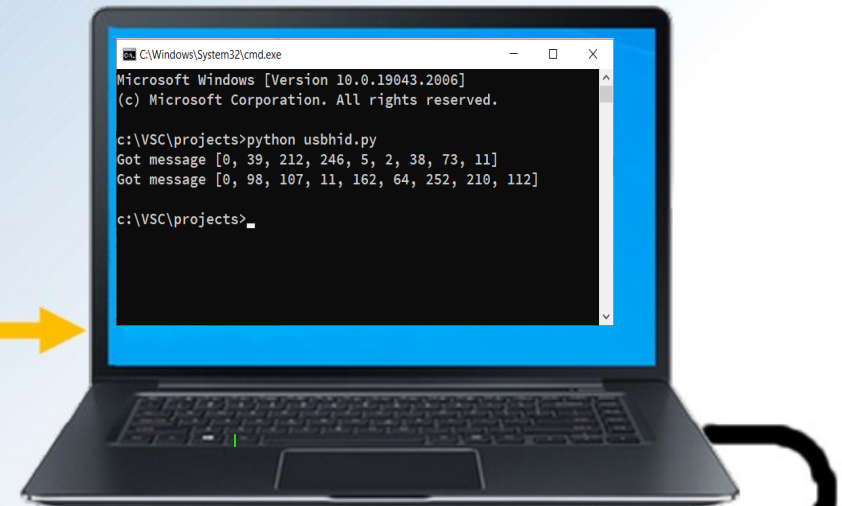 C:\Windows\System32\cmd.exe
Microsoft Windows [Version 10.0.19043.2006]
(c) Microsoft Corporation. All rights reserved.
c:\VSC\projects>python usbhid.py
Got message [0, 39, 212, 246, 5, 2, 38, 73, 11]
Got message [0, 98, 107, 11, 162, 64, 252, 210, 112]
c:\VSC\projects>